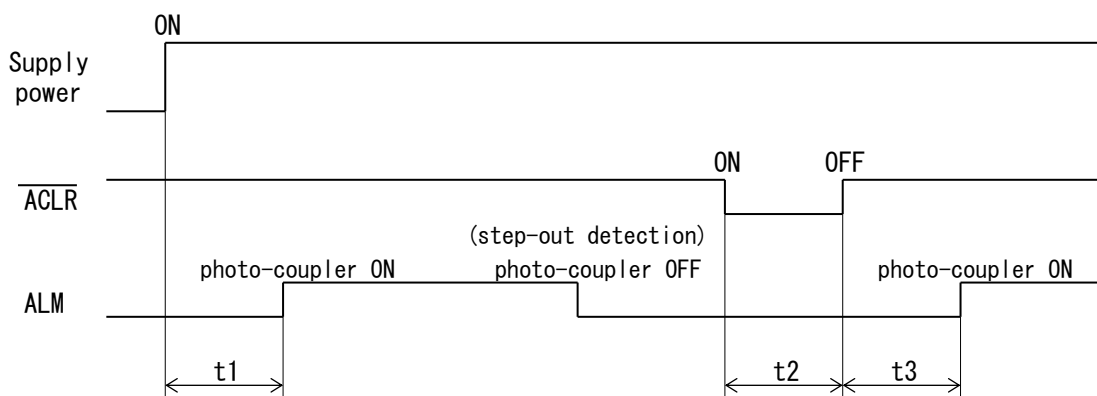 ON
Supply
power
ON OFF
ACLR
(step-out detection)
photo-coupler ON photo-coupler OFF photo-coupler ON
ALM
t1 t2 t3